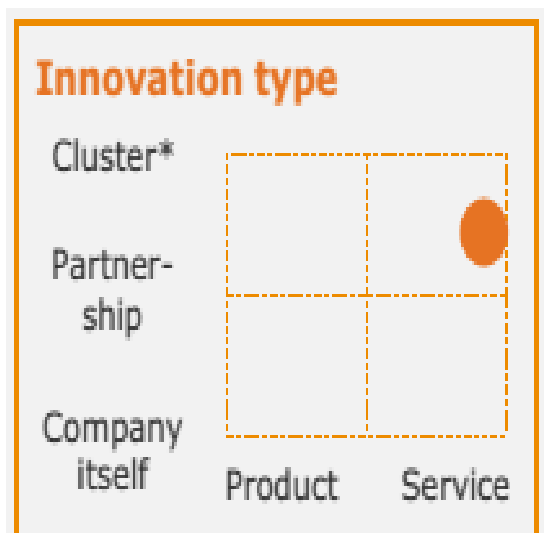 Innovation type
Cluster*
Partner-
ship
Company
itself
Product Service